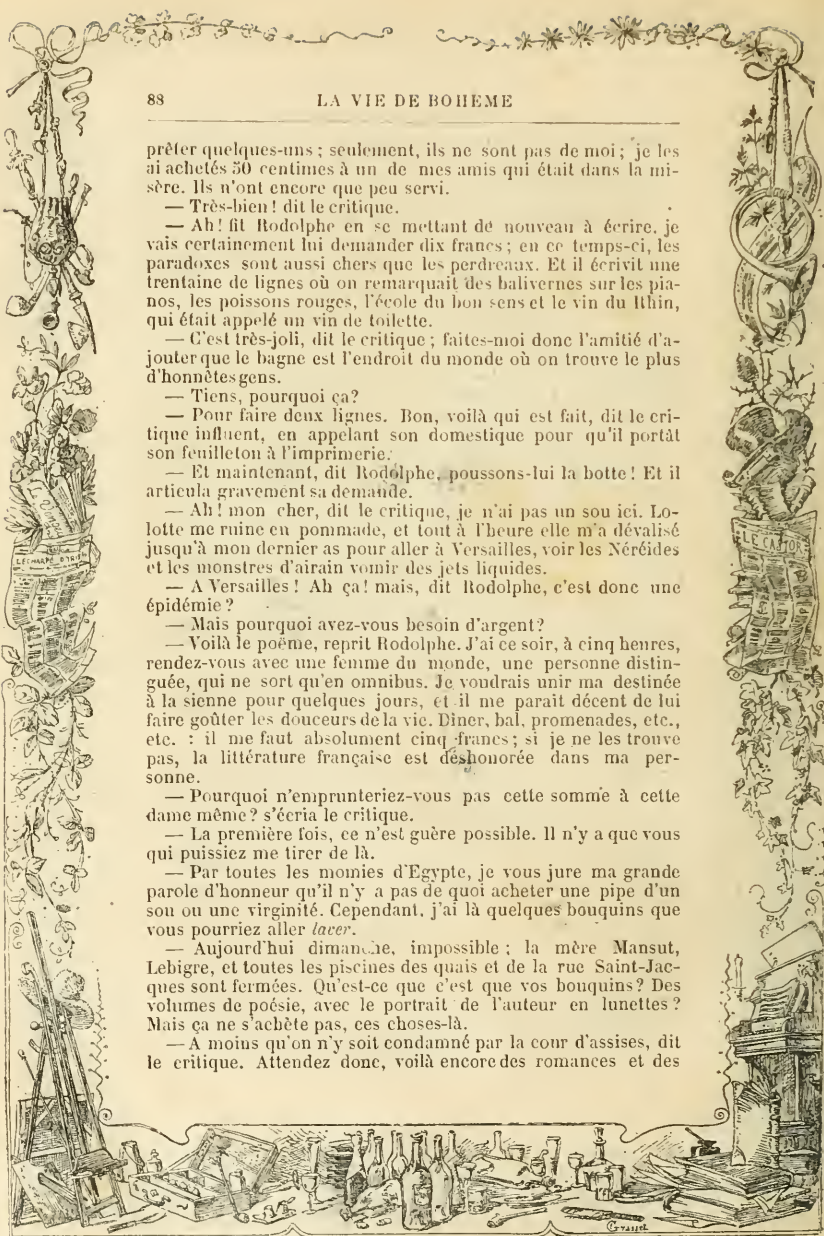 88
LA VIE DE BOHEME
prêter quelques-uns ; seulement, ils ne sont pas de moi ; je les
ai achetés 50 centimes à un de mes amis qui était dans la mi-
sère. Ils n'ont encore que peu servi.
— Très-bien ! dit le critique.
— Ah ! fit Rodolphe en se mettant de nouveau à écrire, je
vais certainement lui demander dix francs ; en ce temps-ci, les
paradoxes sont aussi chers que les perdreaux. Et il écrivit une
trentaine de lignes où on remarquait des balivernes sur les pia-
nos, les poissons rouges, l'école du bon sens et le vin du Rhin,
qui était appelé un vin de toilette.
— C'est très-joli, dit le critique ; faites-moi donc l'amitié d'a-
jouter que le bagne est l'endroit du monde où on trouve le plus
d'honnêtes gens.
— Tiens, pourquoi ça?
— Pour faire deux lignes. Bon, voilà qui est fait, dit le cri-
tique influent, en appelant son domestique pour qu'il portât
son feuilleton à l'imprimerie.
— Et maintenant, dit Rodolphe, poussons-lui la botte ! Et il
articula gravement sa demande.
— Ah ! mon cher, dit le critique, je n'ai pas un sou ici. Lo-
lotte me ruine en pommade, et tout à l'heure elle m'a dévalisé
jusqu'à mon dernier as pour aller à Versailles, voir les Néréides
et les monstres d'airain vomir des jets liquides.
— A Versailles ! Ah ça ! mais, dit Rodolphe, c'est donc une
épidémie ?
— Mais pourquoi avez-vous besoin d'argent?
— Voilà le poëme, reprit Rodolphe. J'ai ce soir, à cinq heures,
rendez-vous avec une femme du monde, une personne distin-
guée, qui ne sort qu'en omnibus. Je voudrais unir ma destinée
à la sienne pour quelques jours, et il me parait décent de lui
faire goûter les douceurs de la vie. Diner, bal, promenades, etc.,
etc. : il me faut absolument cinq francs ; si je ne les trouve
pas, la littérature française est déshonorée dans ma per-
sonne.
— Pourquoi n'emprunteriez-vous pas cette somme à cette
dame même? s'écria le critique.
— La première fois, ce n'est guère possible. Il n'y a que vous
qui puissiez me tirer de là.
— Par toutes les momies d'Egypte, je vous jure ma grande
parole d'honneur qu'il n'y a pas de quoi acheter une pipe d'un
sou ou une virginité. Cependant, j'ai là quelques bouquins que
vous pourriez aller laver.
— Aujourd'hui dimanche, impossible ; la mère Mansut,
Lebigre, et toutes les piscines des quais et de la rue Saint-Jac-
ques sont fermées. Qu'est-ce que c'est que vos bouquins? Des
volumes de poésie, avec le portrait de l'auteur en lunettes ?
Mais ça ne s'achète pas, ces choses-là.
— A moins qu'on n'y soit condamné par la cour d'assises, dit
le critique. Attendez donc, voilà encore des romances et des
LE CASTOR
Grasset